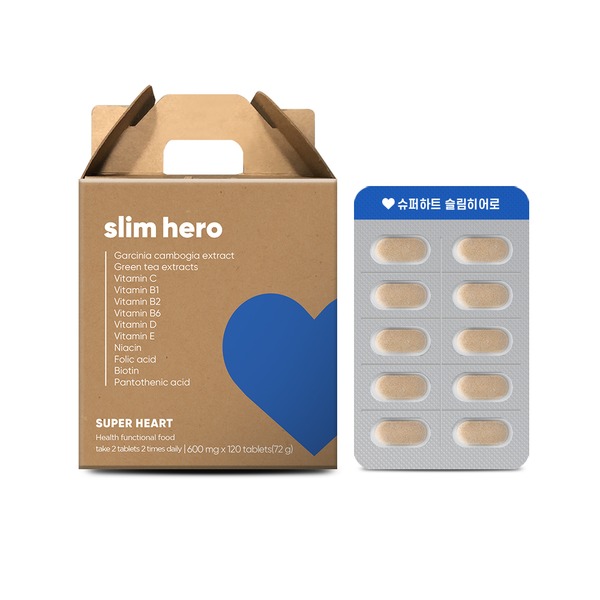 slim hero
Garcinia cambogia extract
Green tea extracts
Vitamin C
Vitamin B1
Vitamin B2
Vitamin B6
Vitamin D
Vitamin E
Niacin
Folic acid
Biotin
Pantothenic acid
SUPER HEART
Health functional food
take 2 tablets 2 times daily | 600 mg x 120 tablets(72 g)
슈퍼하트 슬림히어로